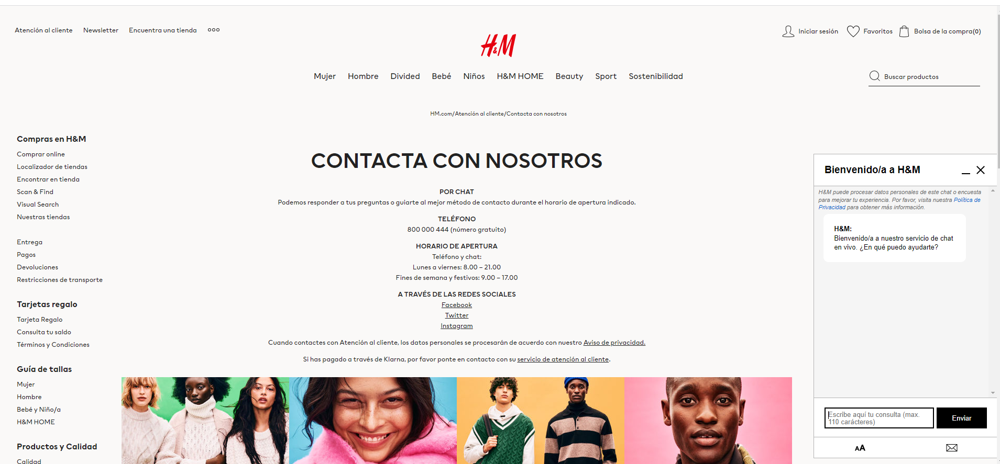 Atención al cliente
Newsletter
Encuentra una tienda
H&M
Iniciar sesión
Favoritos
Bolsa de la compra(0)
Mujer
Hombre
Divided
Bebé
Niños
H&M HOME
Beauty
Sport
Sostenibilidad
Buscar productos
HM.com/Atención al cliente/Contacta con nosotros
Compras en H&M
Comprar online
Localizador de tiendas
Encontrar en tienda
Scan & Find
Visual Search
Nuestras tiendas
Entrega
Pagos
Devoluciones
Restricciones de transporte
Tarjetas regalo
Tarjeta Regalo
Consulta tu saldo
Términos y Condiciones
Guía de tallas
Mujer
Hombre
Bebé y Niño/a
H&M HOME
Productos y Calidad
Calidad
CONTACTA CON NOSOTROS
POR CHAT
Podemos responder a tus preguntas o guiarte al mejor método de contacto durante el horario de apertura indicado.
TELÉFONO
800 000 444 (número gratuito)
HORARIO DE APERTURA
Teléfono y chat:
Lunes a viernes: 8.00 – 21.00
Fines de semana y festivos: 9.00 – 17.00
A TRAVÉS DE LAS REDES SOCIALES
Facebook
Twitter
Instagram
Cuando contactes con Atención al cliente, los datos personales se procesarán de acuerdo con nuestro Aviso de privacidad.
Si has pagado a través de Klarna, por favor ponte en contacto con su servicio de atención al cliente.
Bienvenido/a a H&M
H&M puede procesar datos personales de este chat o encuesta
para mejorar tu experiencia. Por favor, visita nuestra Política de
Privacidad para obtener más información.
H&M:
Bienvenido/a a nuestro servicio de chat
en vivo. ¿En qué puedo ayudarte?
Escribe aquí tu consulta (max.
110 carácteres)
Enviar
AA